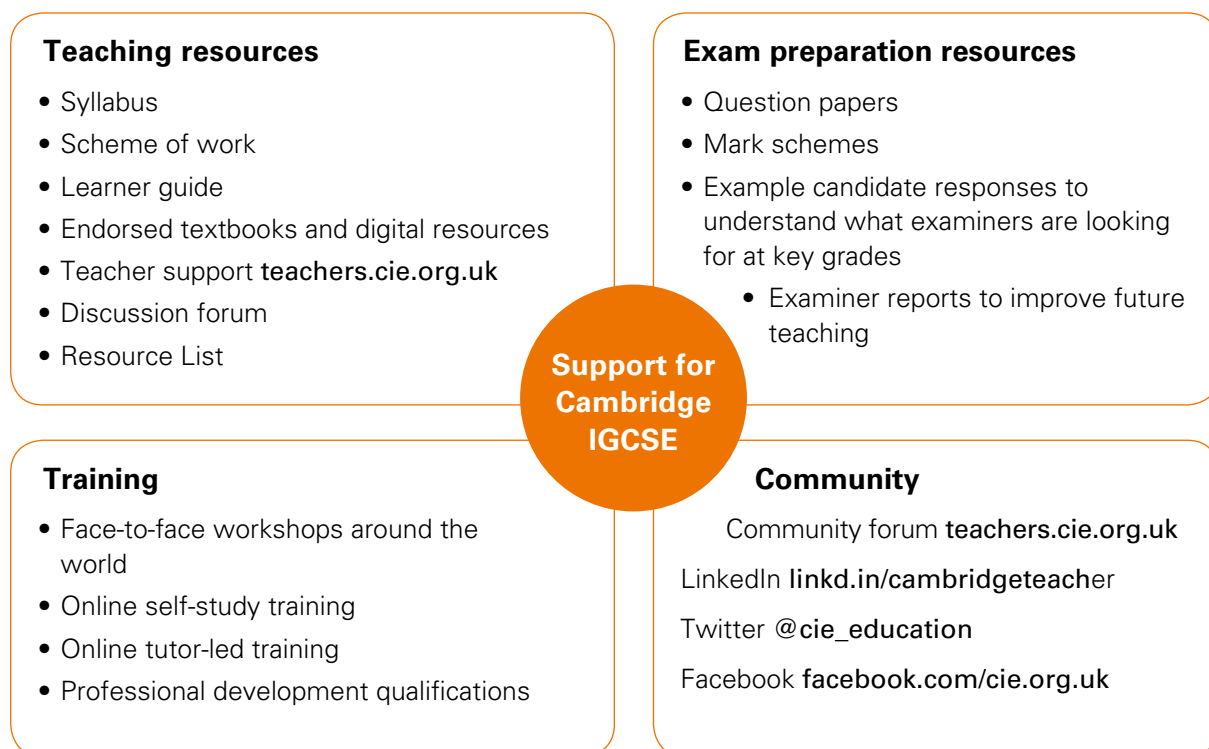 Teaching resources
• Syllabus
• Scheme of work
• Learner guide
• Endorsed textbooks and digital resources
• Teacher support teachers.cie.org.uk
• Discussion forum
• Resource List
Exam preparation resources
• Question papers
• Mark schemes
• Example candidate responses to
understand what examiners are looking
for at key grades
• Examiner reports to improve future
teaching
Support for
Cambridge
IGCSE
Training
• Face-to-face workshops around the
world
• Online self-study training
• Online tutor-led training
• Professional development qualifications
Community
Community forum teachers.cie.org.uk
LinkedIn linkd.in/cambridgeteacher
Twitter @cie_education
Facebook facebook.com/cie.org.uk